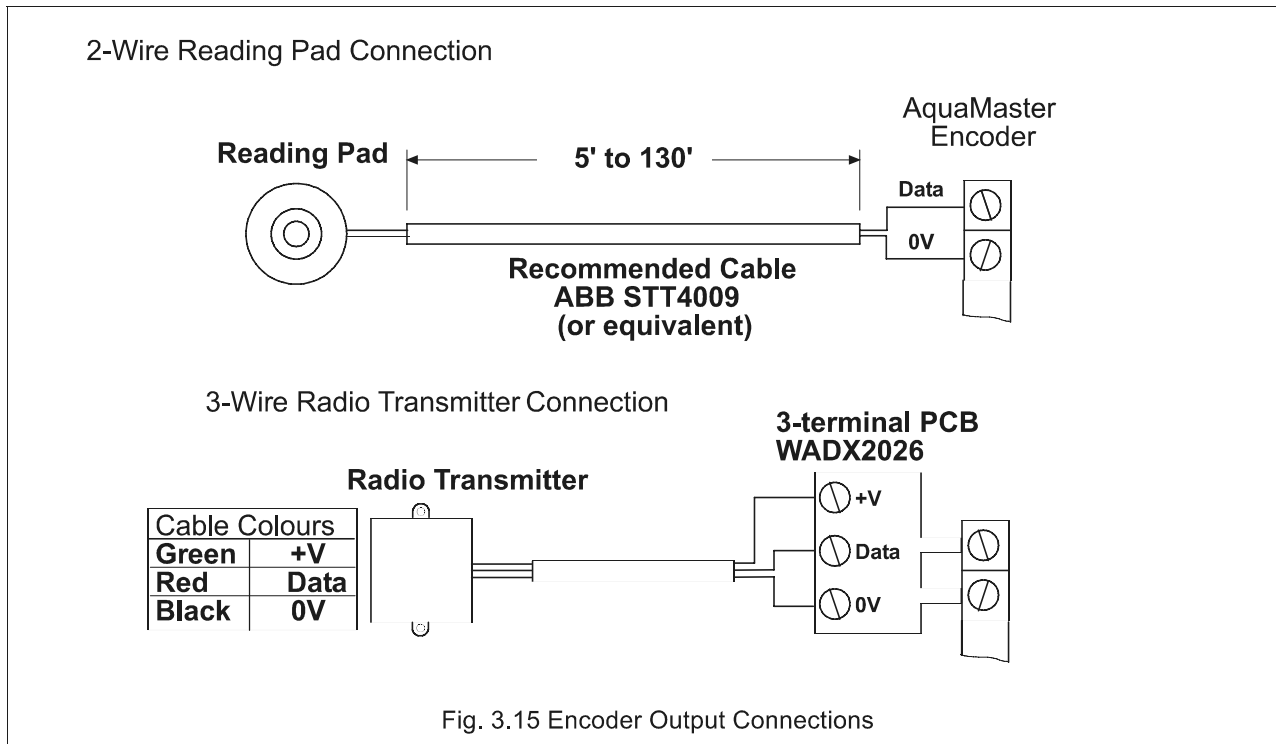 2-Wire Reading Pad Connection
AquaMaster
Encoder
Reading Pad
5' to 130'
Data
0V
Recommended Cable
ABB STT4009
(or equivalent)
3-Wire Radio Transmitter Connection
3-terminal PCB
WADX2026
Radio Transmitter
Cable Colours
Green +V
Red Data
Black 0V
+V
Data
0V
Fig. 3.15 Encoder Output Connections